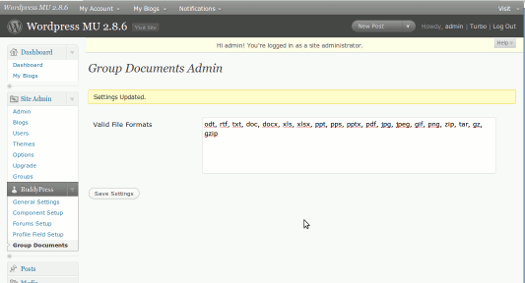 Wordpress MU 2.8.6 My Account My Blogs Notifications Visit
Wordpress MU 2.8.6 Visit Site New Post Howdy, admin | Turbo | Log Out
Hi admin! You're logged in as a site administrator. Help
Dashboard
Dashboard
My Blogs
Site Admin
Admin
Blogs
Users
Themes
Options
Upgrade
Groups
BuddyPress
General Settings
Component Setup
Forums Setup
Profile Field Setup
Group Documents
Posts
Media
Group Documents Admin
Settings Updated.
Valid File Formats
odt, rtf, txt, doc, docx, xls, xlsx, ppt, pps, pptx, pdf, jpg, jpeg, gif, png, zip, tar, gz,
gzip
Save Settings